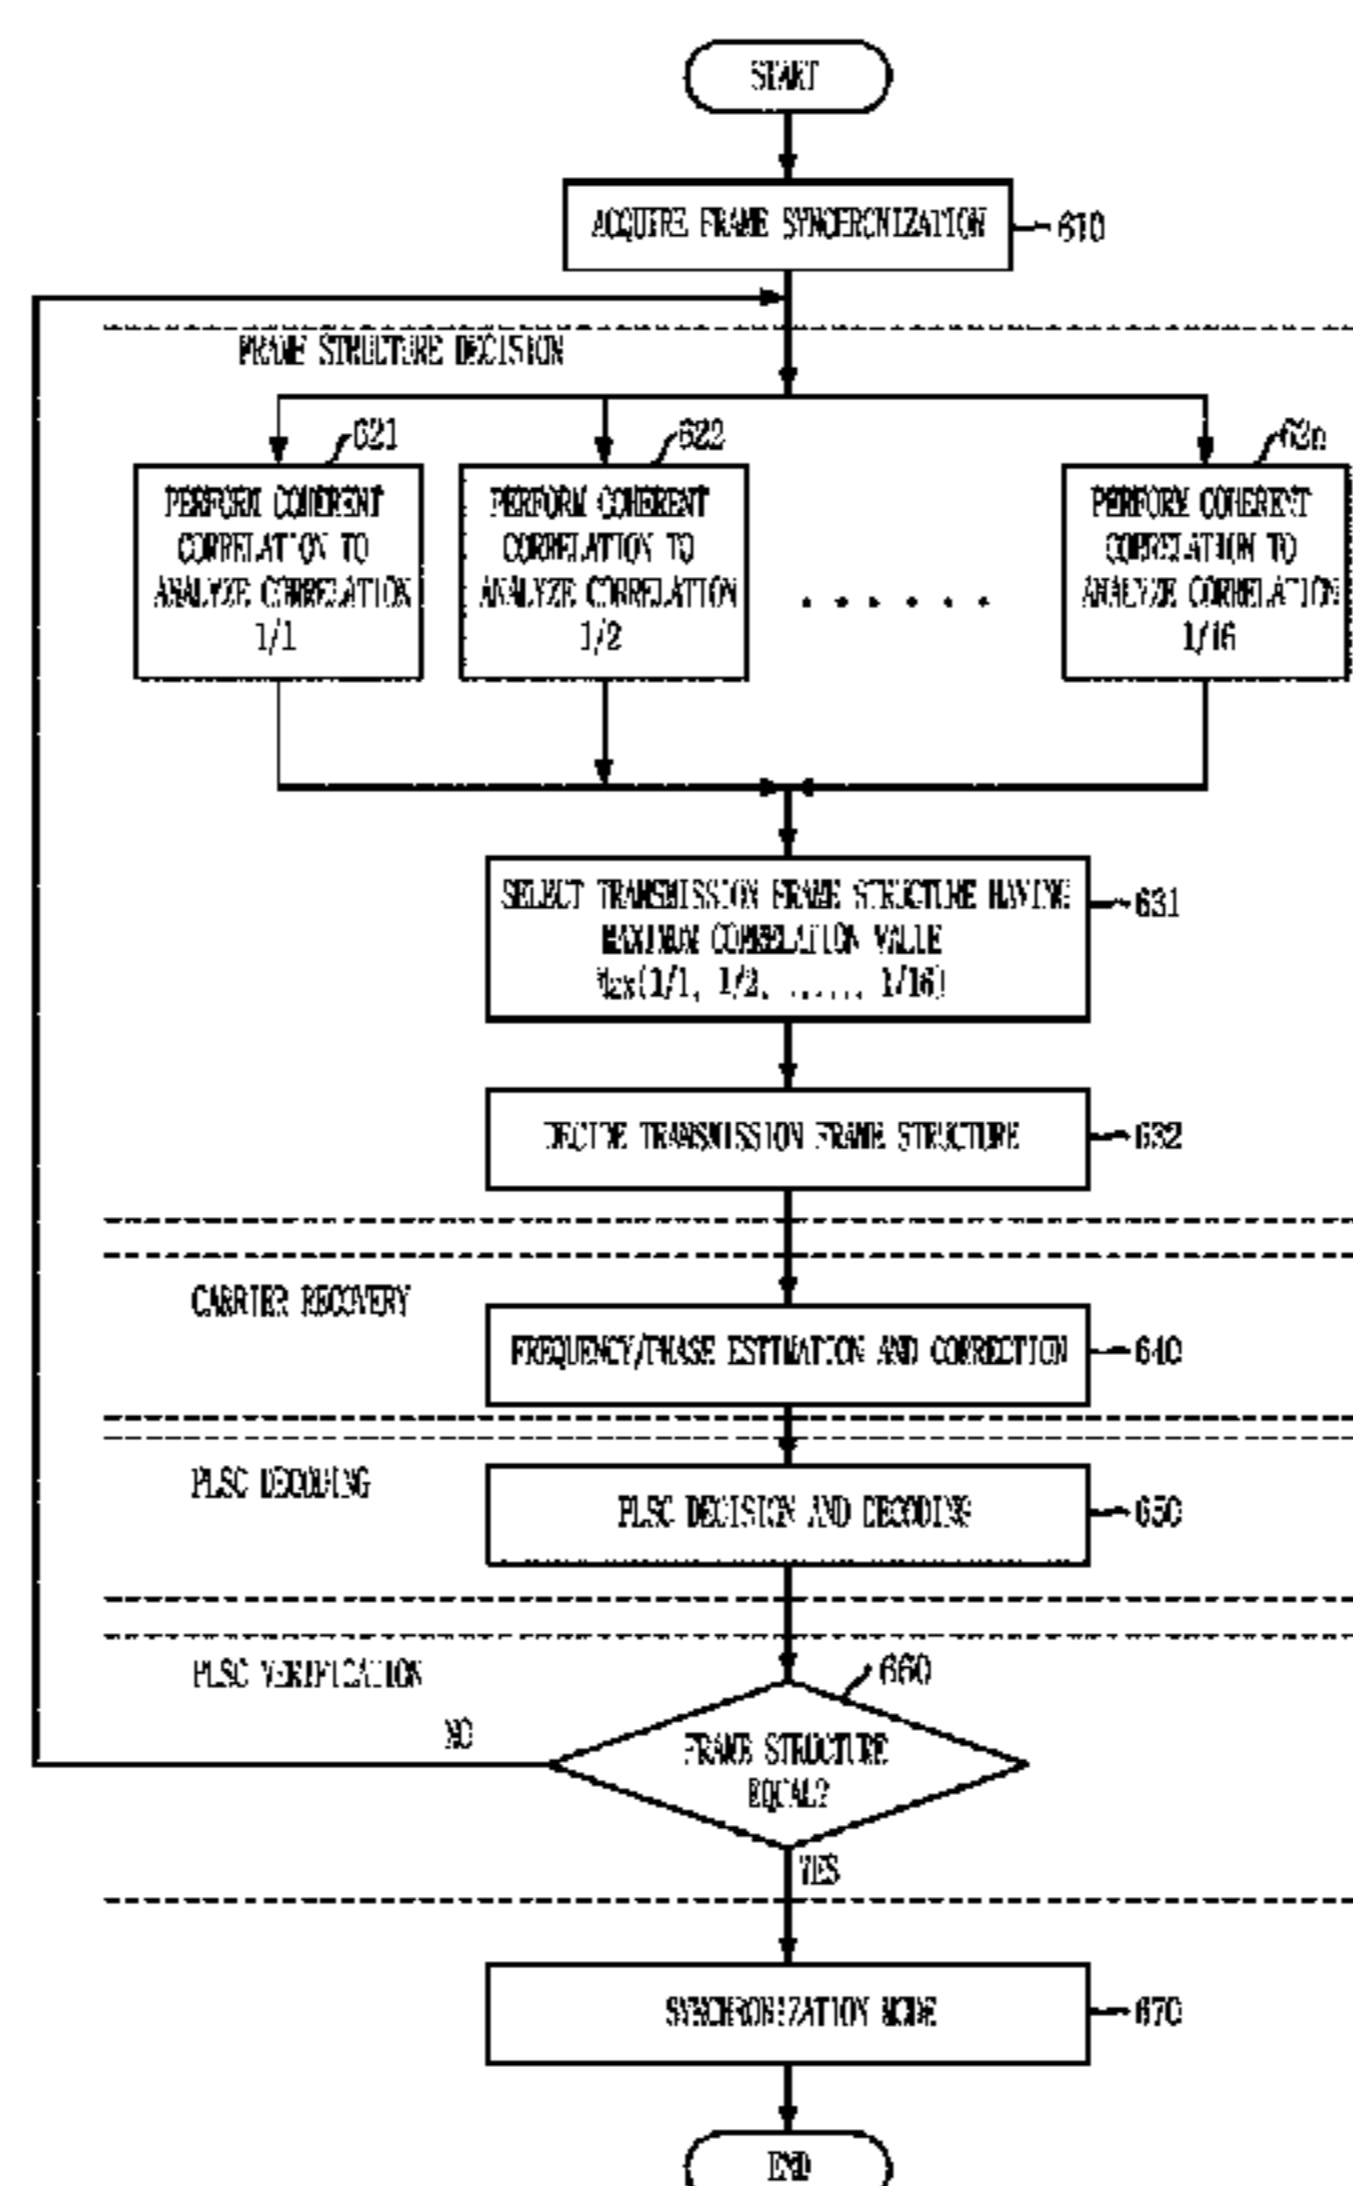 START
ACQUIRE FRAME SYNCHRONIZATION
610
FRAME STRUCTURE DECISION
621
622
62n
PERFORM COHERENT
CORRELATION TO
ANALYZE CORRELATION
1/1
PERFORM COHERENT
CORRELATION TO
ANALYZE CORRELATION
1/2
......
PERFORM COHERENT
CORRELATION TO
ANALYZE CORRELATION
1/16
SELECT TRANSMISSION FRAME STRUCTURE HAVING
MAXIMUM CORRELATION VALUE
Max(1/1, 1/2, ......, 1/16)
631
DECIDE TRANSMISSION FRAME STRUCTURE
632
CARRIER RECOVERY
FREQUENCY/PHASE ESTIMATION AND CORRECTION
640
PLSC DECODING
PLSC DECISION AND DECODING
650
PLSC VERIFICATION
660
NO
FRAME STRUCTURE
EQUAL?
YES
SYNCHRONIZATION MODE
670
END